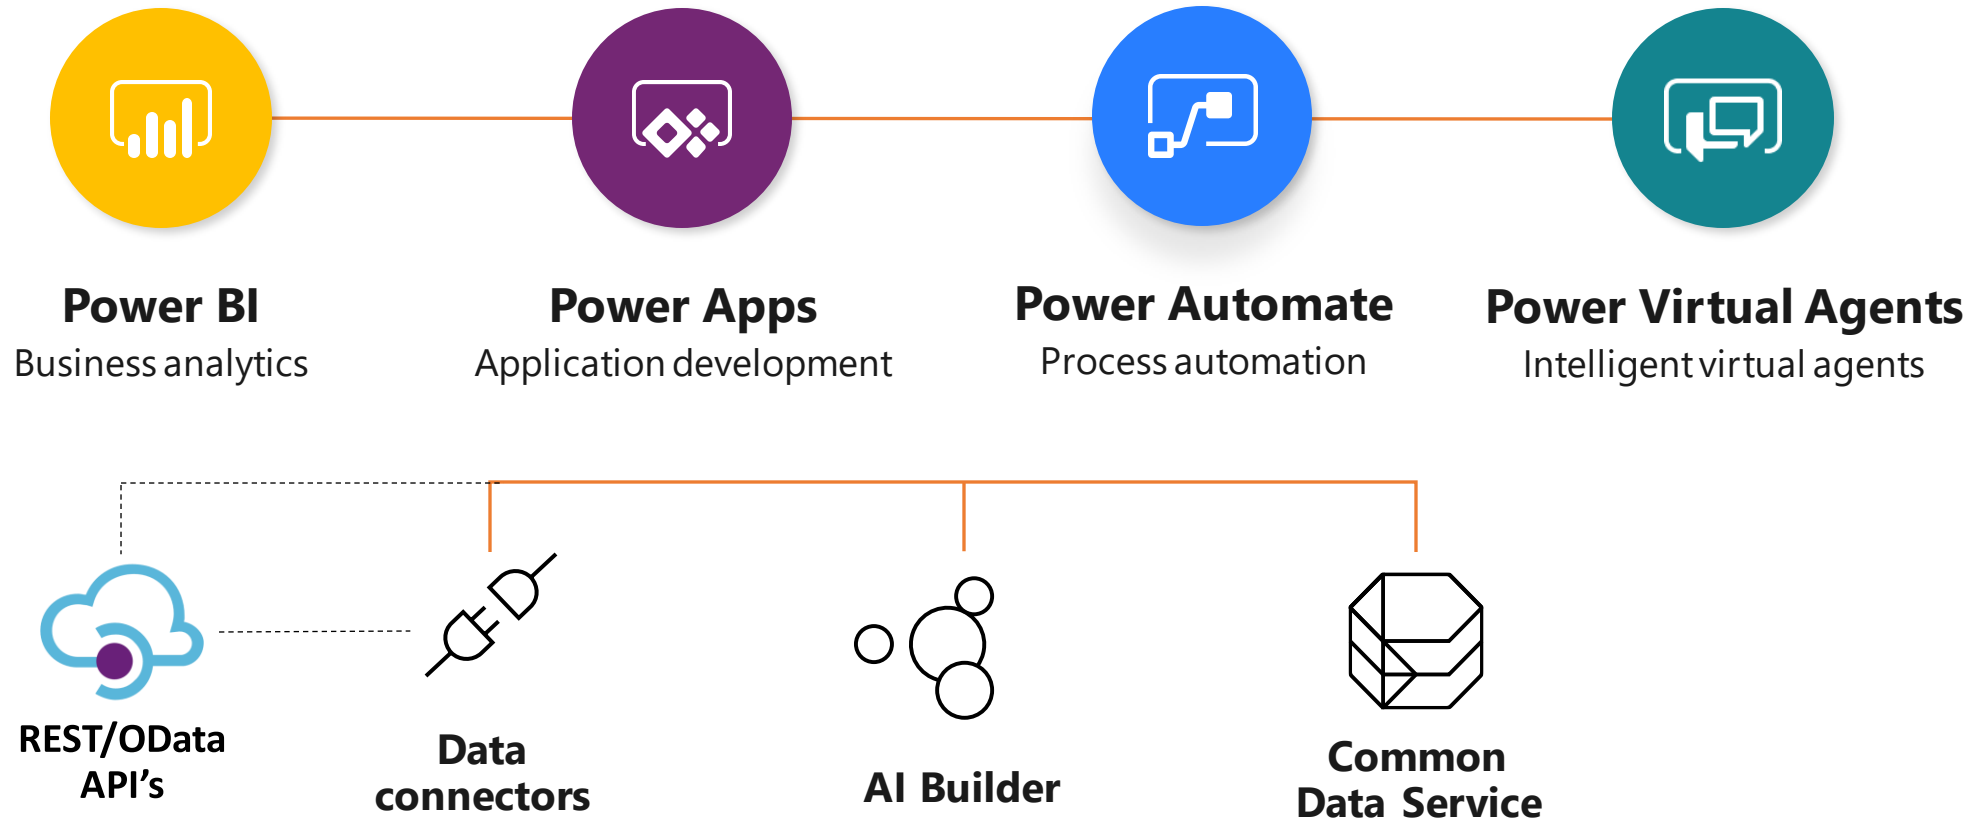 Power BI
Business analytics
Power Apps
Application development
Power Automate
Process automation
Power Virtual Agents
Intelligent virtual agents
REST/OData
API's
Data
connectors
AI Builder
Common
Data Service